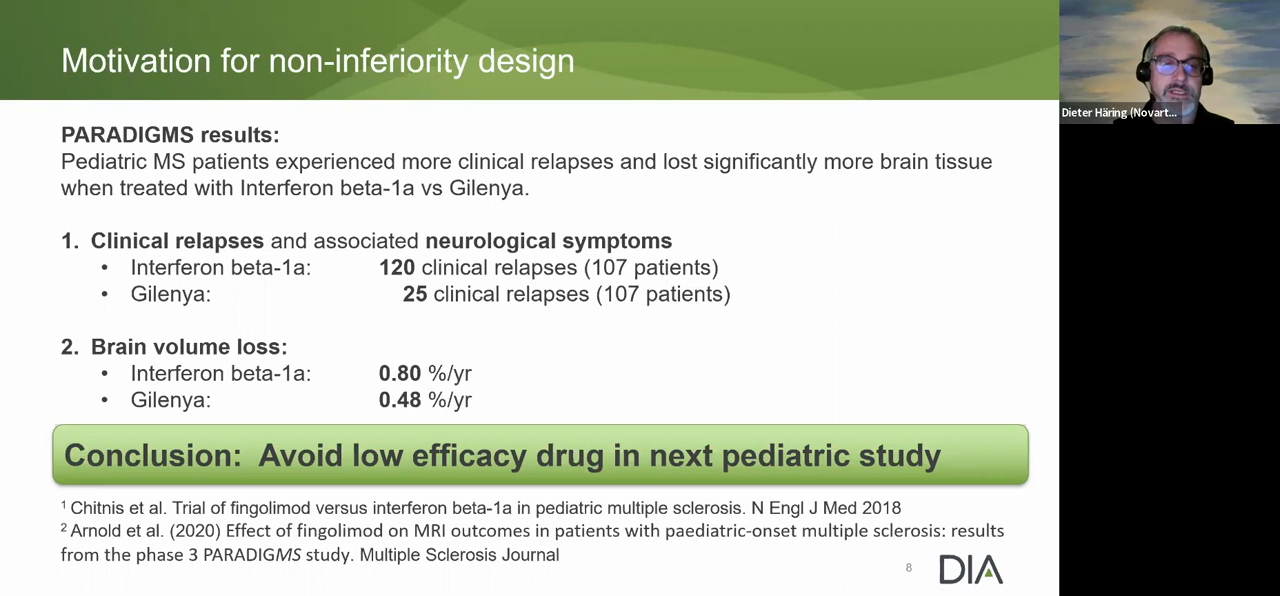 Motivation for non-inferiority design
PARADIGMS results:
Pediatric MS patients experienced more clinical relapses and lost significantly more brain tissue
when treated with Interferon beta-1a vs Gilenya.
1. Clinical relapses and associated neurological symptoms
• Interferon beta-1a: 120 clinical relapses (107 patients)
• Gilenya: 25 clinical relapses (107 patients)
2. Brain volume loss:
• Interferon beta-1a: 0.80 %/yr
• Gilenya: 0.48 %/yr
Conclusion: Avoid low efficacy drug in next pediatric study
¹ Chitnis et al. Trial of fingolimod versus interferon beta-1a in pediatric multiple sclerosis. N Engl J Med 2018
² Arnold et al. (2020) Effect of fingolimod on MRI outcomes in patients with paediatric-onset multiple sclerosis: results
from the phase 3 PARADIGMS study. Multiple Sclerosis Journal
8
DIA
Dieter Häring (Novart...